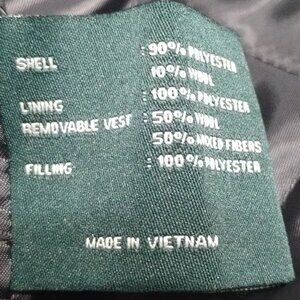 SHELL : 90% POLYESTER
10% WOOL
LINING : 100% POLYESTER
REMOVABLE VEST : 50% WOOL
50% MIXED FIBERS
FILLING : 100% POLYESTER
MADE IN VIETNAM